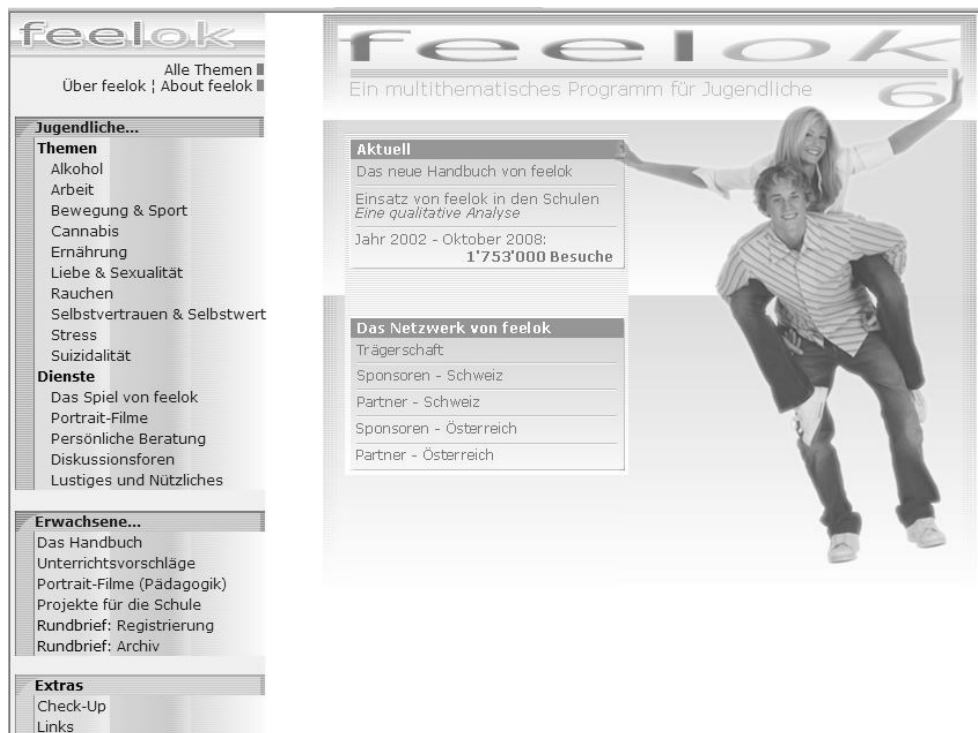 feelok
Alle Themen
Über feelok ¦ About feelok
Jugendliche...
Themen
Alkohol
Arbeit
Bewegung & Sport
Cannabis
Ernährung
Liebe & Sexualität
Rauchen
Selbstvertrauen & Selbstwert
Stress
Suizidalität
Dienste
Das Spiel von feelok
Portrait-Filme
Persönliche Beratung
Diskussionsforen
Lustiges und Nützliches
Erwachsene...
Das Handbuch
Unterrichtsvorschläge
Portrait-Filme (Pädagogik)
Projekte für die Schule
Rundbrief: Registrierung
Rundbrief: Archiv
Extras
Check-Up
Links
feelok
Ein multithematisches Programm für Jugendliche
6
Aktuell
Das neue Handbuch von feelok
Einsatz von feelok in den Schulen
Eine qualitative Analyse
Jahr 2002 - Oktober 2008:
1'753'000 Besuche
Das Netzwerk von feelok
Trägerschaft
Sponsoren - Schweiz
Partner - Schweiz
Sponsoren - Österreich
Partner - Österreich